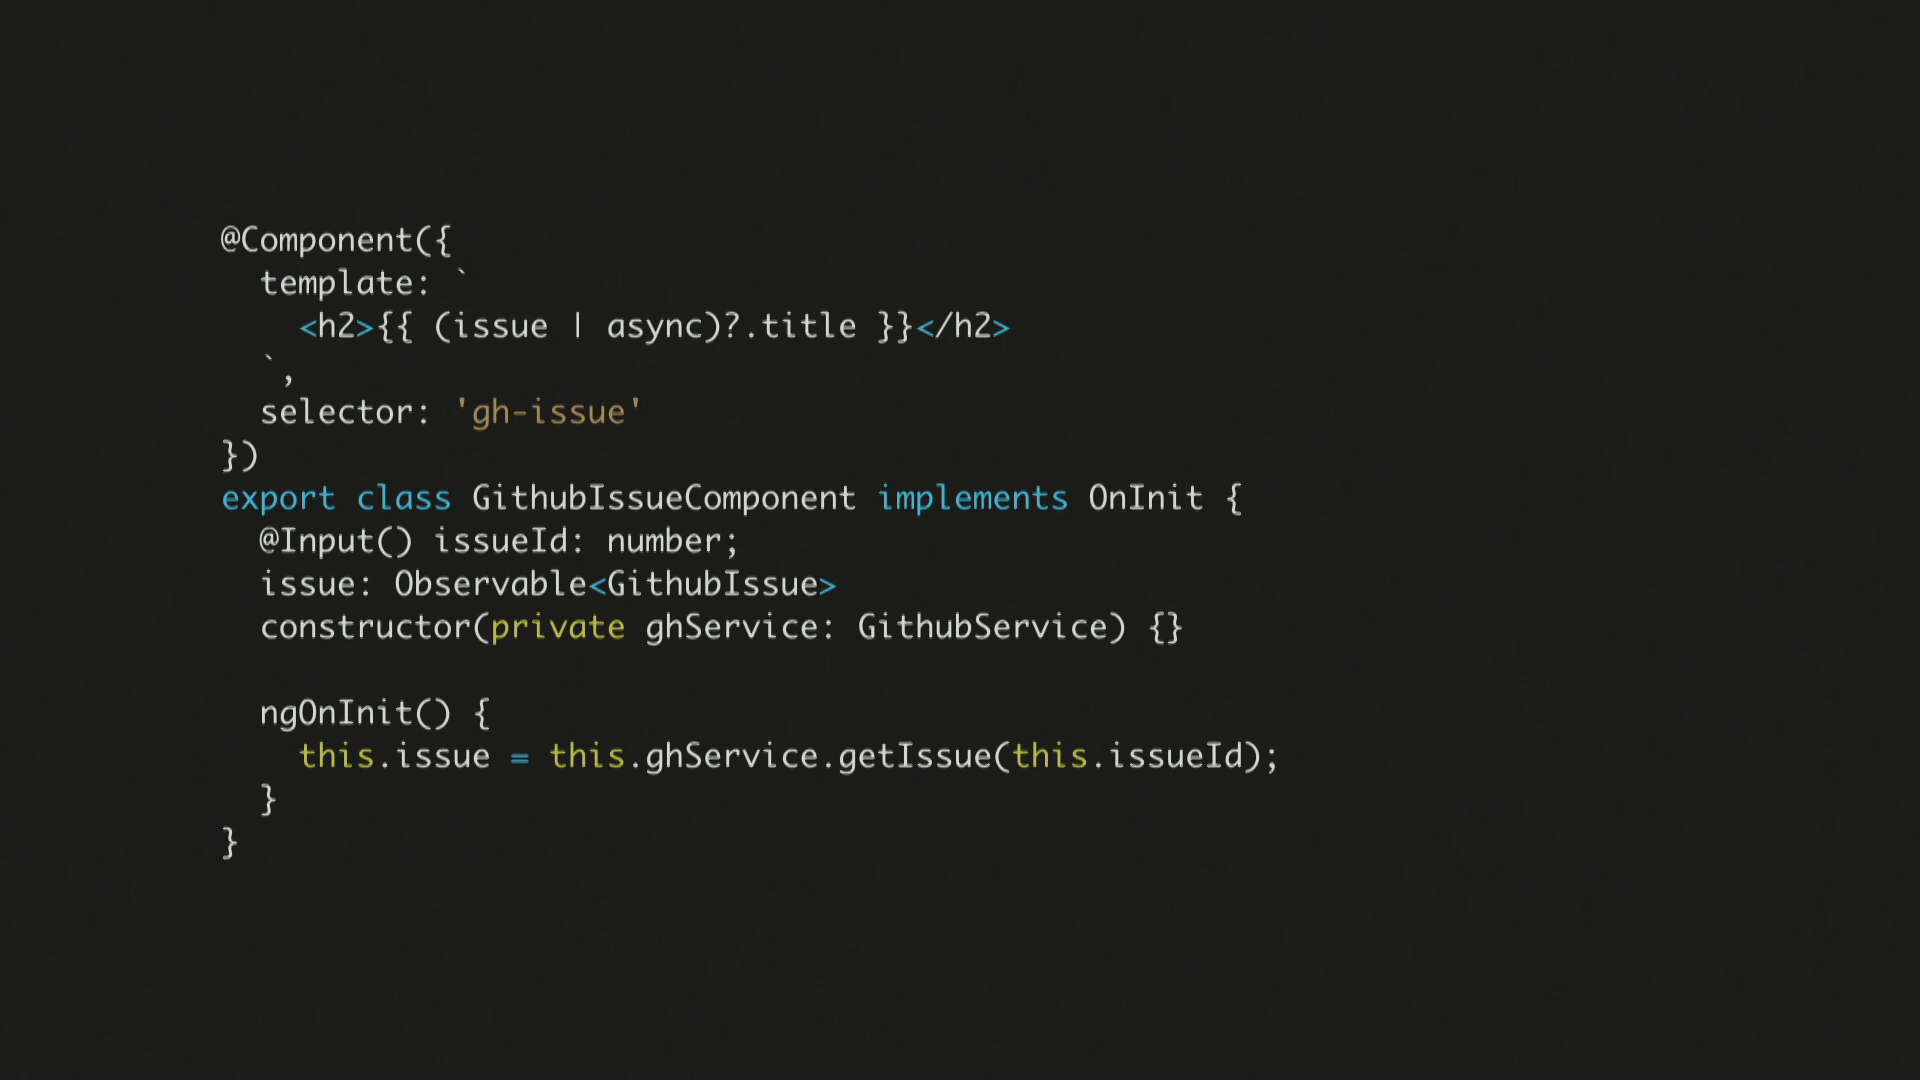 @Component({
  template: `
    <h2>{{ (issue | async)?.title }}</h2>
  `,
  selector: 'gh-issue'
})
export class GithubIssueComponent implements OnInit {
  @Input() issueId: number;
  issue: Observable<GithubIssue>
  constructor(private ghService: GithubService) {}

  ngOnInit() {
    this.issue = this.ghService.getIssue(this.issueId);
  }
}